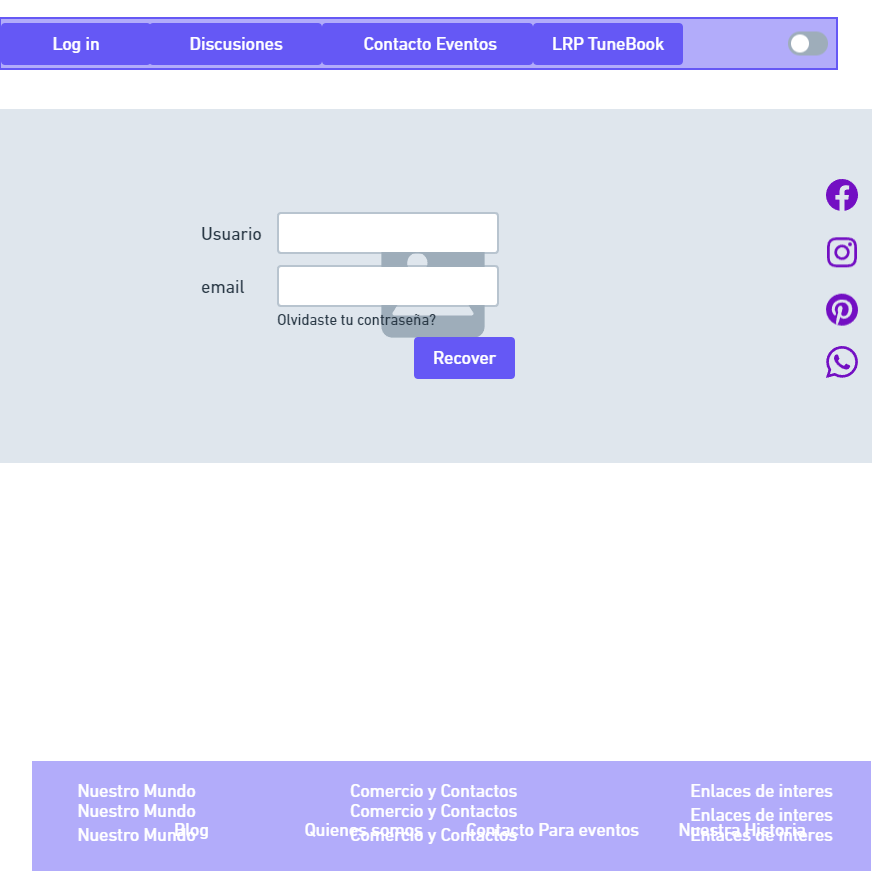 Log in Discusiones Contacto Eventos LRP TuneBook
Usuario
email
Olvidaste tu contraseña?
Recover
Nuestro Mundo Comercio y Contactos Enlaces de interes
Nuestro Mundo Comercio y Contactos Enlaces de interes
Blog Quienes somos Contacto Para eventos Nuestra Historia
Nuestro Mundo Comercio y Contactos Enlaces de interes